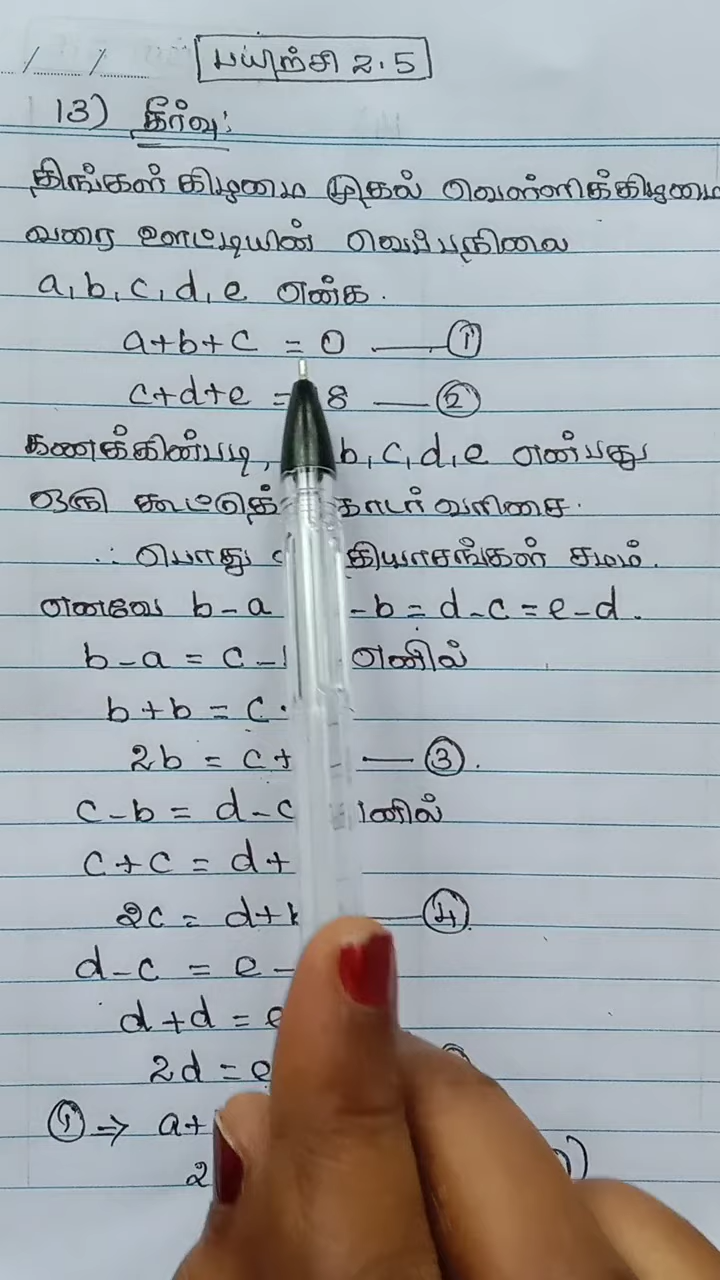 பயிற்சி 2.5
13) தீர்வு:
திங்கள் கிழமை முதல் வெள்ளிக்கிழமை
வரை ஊட்டியின் வெப்பநிலை
a, b, c, d, e என்க.
a+b+c = 0 — ①
c+d+e = 18 — ②
கணக்கின்படி, b, c, d, e என்பது
ஒரு கூட்டுத் தொடர் வரிசை.
∴ பொது வித்தியாசங்கள் சமம்.
எனவே b-a -b = d-c = e-d.
b-a = c- எனில்
b+b = c
2b = c+ — ③.
c-b = d-c எனில்
c+c = d+
2c = d+b — ④
d-c = e-
d+d = e
2d = e
① ⇒ a+
2